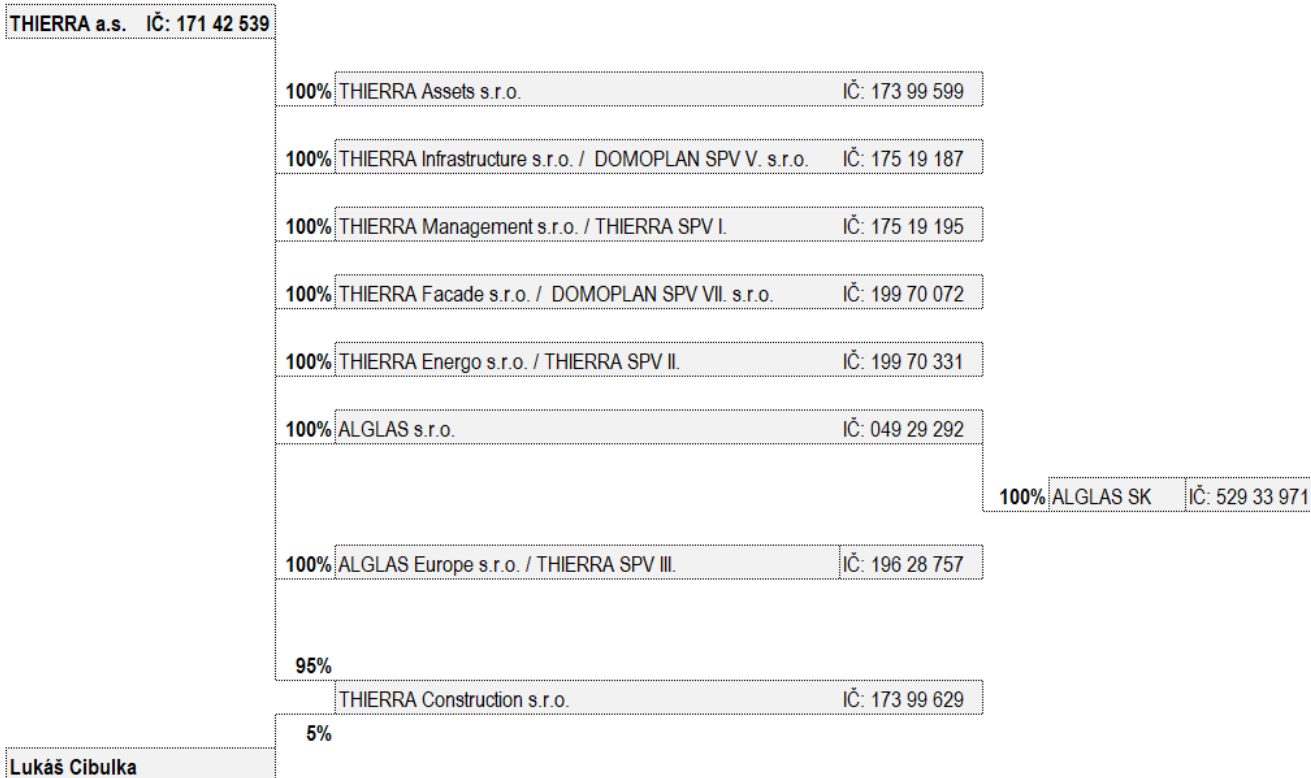 THIERRA a.s. IČ: 171 42 539
100% THIERRA Assets s.r.o. IČ: 173 99 599
100% THIERRA Infrastructure s.r.o. / DOMOPLAN SPV V. s.r.o. IČ: 175 19 187
100% THIERRA Management s.r.o. / THIERRA SPV I. IČ: 175 19 195
100% THIERRA Facade s.r.o. / DOMOPLAN SPV VII. s.r.o. IČ: 199 70 072
100% THIERRA Energo s.r.o. / THIERRA SPV II. IČ: 199 70 331
100% ALGLAS s.r.o. IČ: 049 29 292
100% ALGLAS SK IČ: 529 33 971
100% ALGLAS Europe s.r.o. / THIERRA SPV III. IČ: 196 28 757
95%
THIERRA Construction s.r.o. IČ: 173 99 629
5%
Lukáš Cibulka